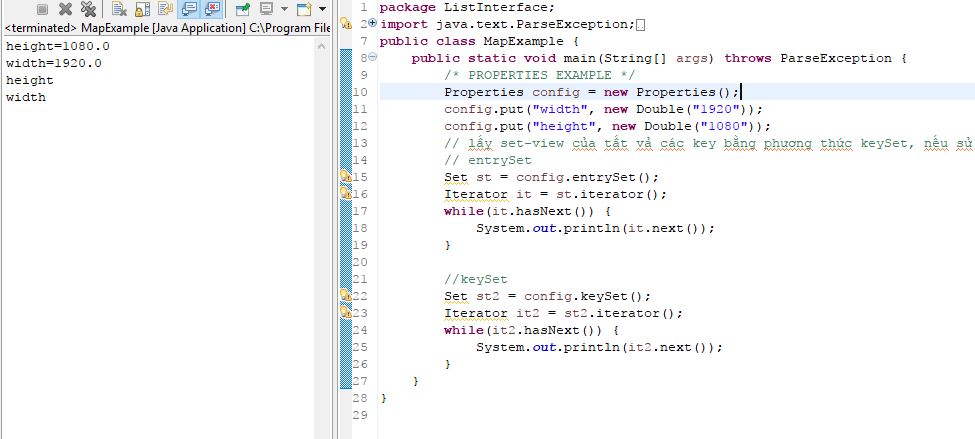 <terminated> MapExample [Java Application] C:\Program File
height=1080.0
width=1920.0
height
width
1 package ListInterface;
2 import java.text.ParseException;
7 public class MapExample {
8 public static void main(String[] args) throws ParseException {
9 /* PROPERTIES EXAMPLE */
10 Properties config = new Properties();
11 config.put("width", new Double("1920"));
12 config.put("height", new Double("1080"));
13 // lấy set-view của tất vả các key bằng phương thức keySet, nếu sử
14 // entrySet
15 Set st = config.entrySet();
16 Iterator it = st.iterator();
17 while(it.hasNext()) {
18 System.out.println(it.next());
19 }
20
21 //keySet
22 Set st2 = config.keySet();
23 Iterator it2 = st2.iterator();
24 while(it2.hasNext()) {
25 System.out.println(it2.next());
26 }
27 }
28 }
29